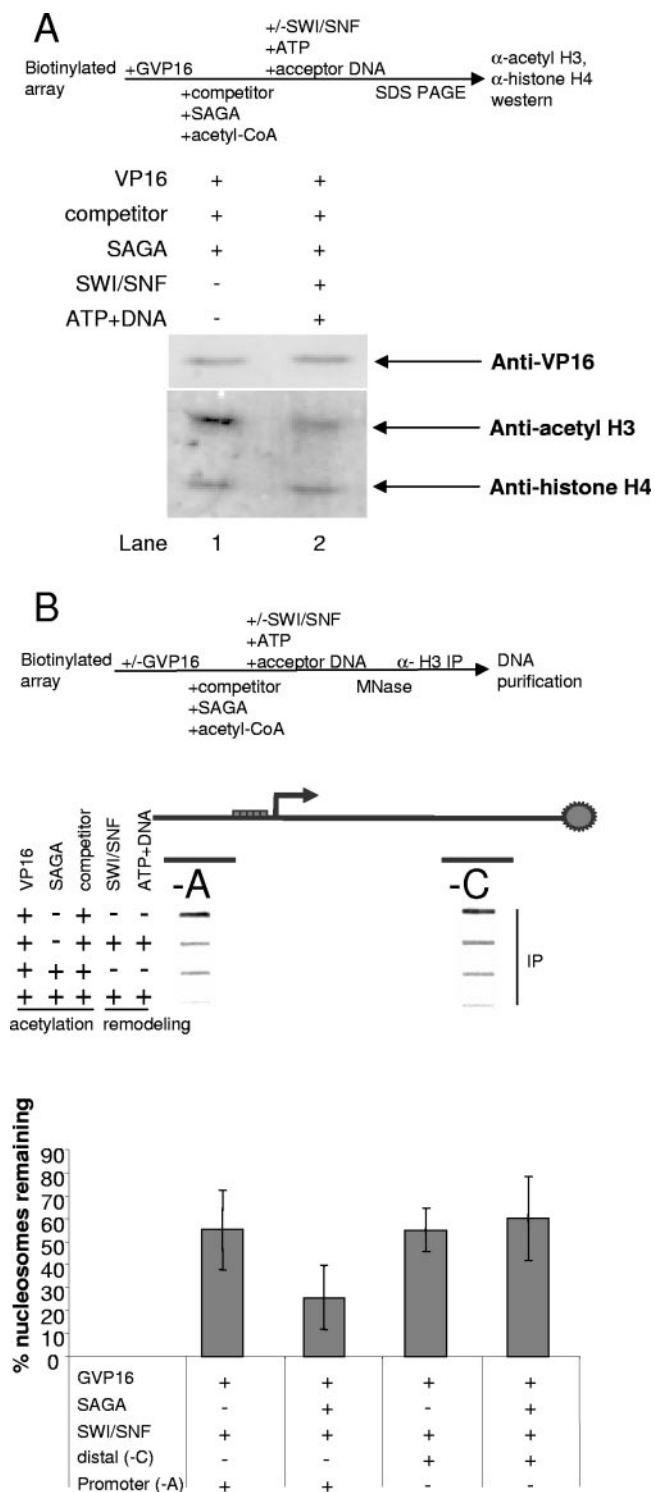 A
+/-SWI/SNF
+ATP
Biotinylated array +GVP16 +acceptor DNA α-acetyl H3, α-histone H4 western
+competitor SDS PAGE
+SAGA
+acetyl-CoA
VP16 + +
competitor + +
SAGA + +
SWI/SNF - +
ATP+DNA - +
Anti-VP16
Anti-acetyl H3
Anti-histone H4
Lane 1 2
B
+/-SWI/SNF
+ATP
Biotinylated array +/-GVP16 +acceptor DNA α- H3 IP DNA purification
+competitor MNase
+SAGA
+acetyl-CoA
VP16 SAGA competitor SWI/SNF ATP+DNA
-A -C
+ - + - -
+ - + + +
+ + + - -
+ + + + +
IP
acetylation remodeling
% nucleosomes remaining
90
80
70
60
50
40
30
20
10
0
GVP16 + + + +
SAGA - + - +
SWI/SNF + + + +
distal (-C) - - + +
Promoter (-A) + + - -